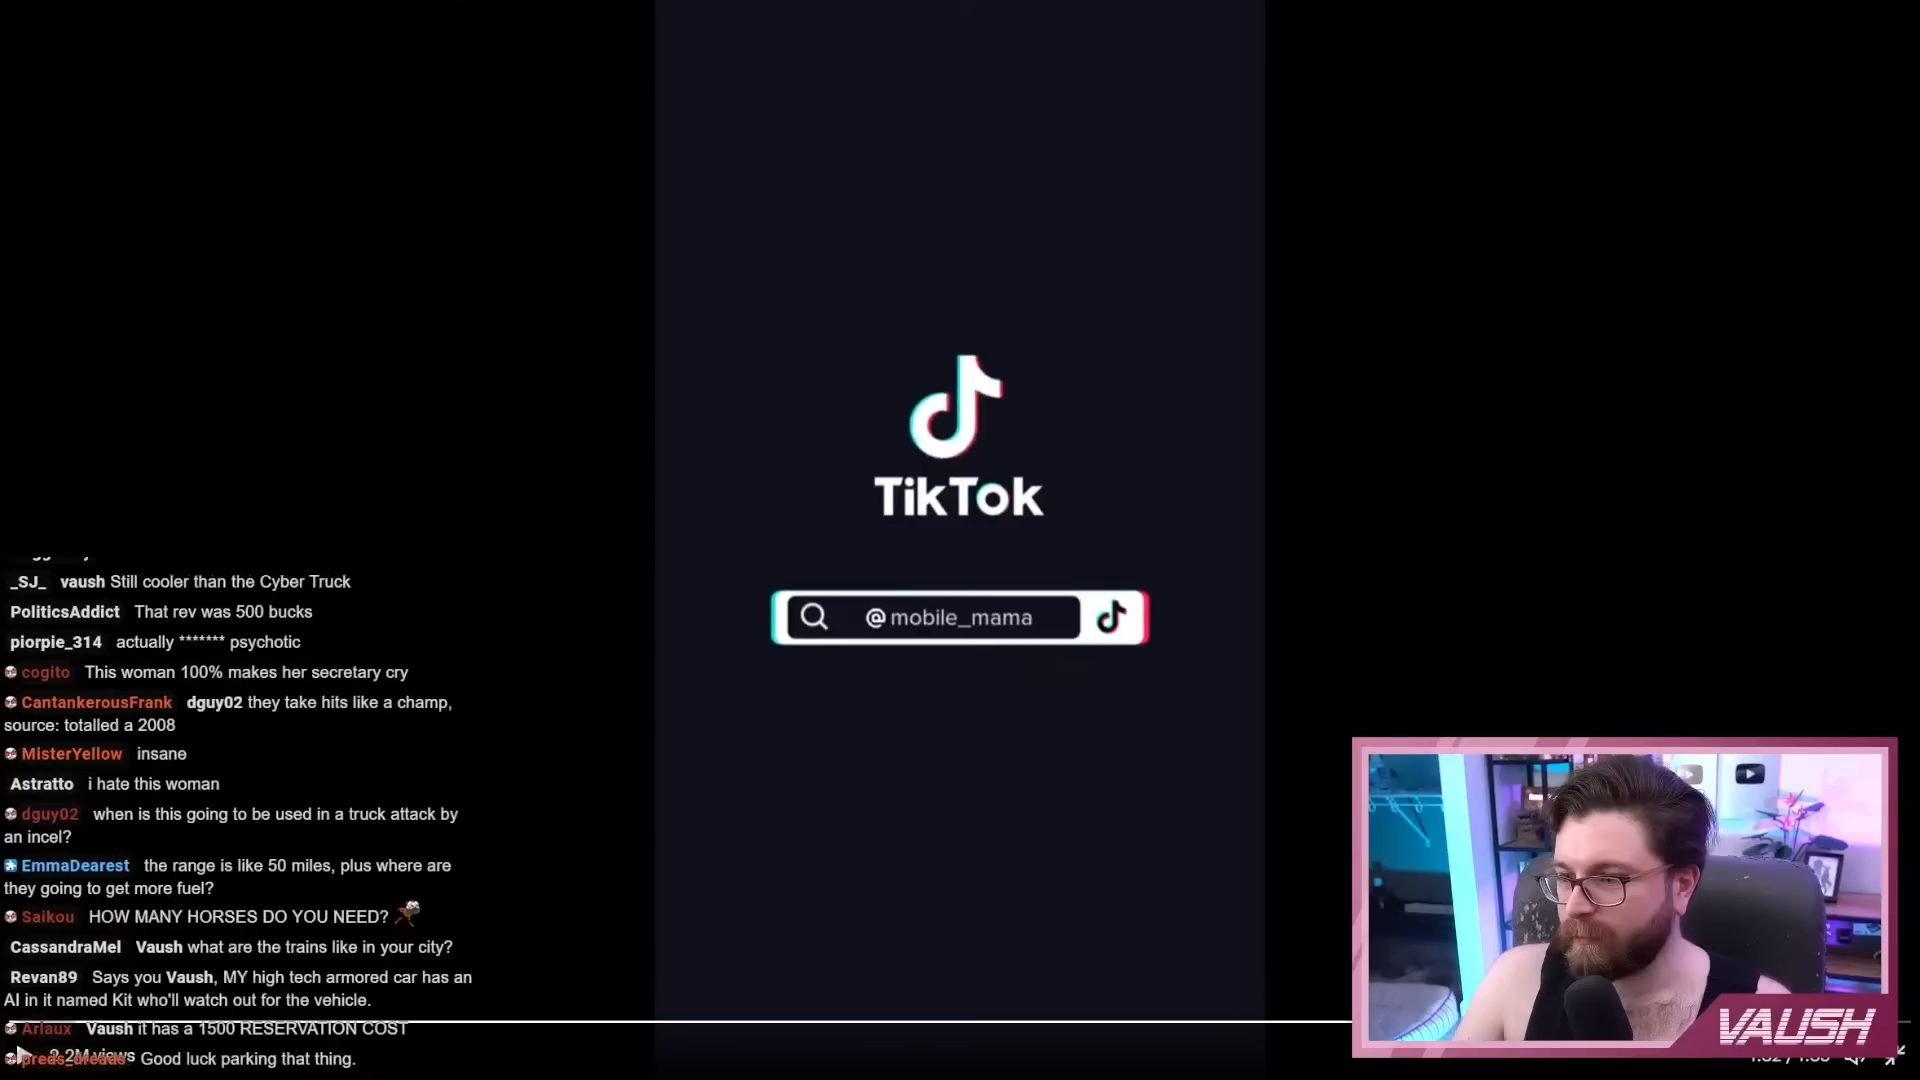 TikTok
@mobile_mama
_SJ_ vaush Still cooler than the Cyber Truck
PoliticsAddict That rev was 500 bucks
piorpie_314 actually ******* psychotic
cogito This woman 100% makes her secretary cry
CantankerousFrank dguy02 they take hits like a champ,
source: totalled a 2008
MisterYellow insane
Astratto i hate this woman
dguy02 when is this going to be used in a truck attack by
an incel?
EmmaDearest the range is like 50 miles, plus where are
they going to get more fuel?
Saikou HOW MANY HORSES DO YOU NEED?
CassandraMel Vaush what are the trains like in your city?
Revan89 Says you Vaush, MY high tech armored car has an
AI in it named Kit who'll watch out for the vehicle.
Arlaux Vaush it has a 1500 RESERVATION COST
preds_dreads Good luck parking that thing.
2.2M views
VAUSH